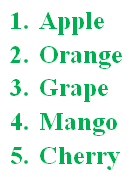 1. Apple
2. Orange
3. Grape
4. Mango
5. Cherry